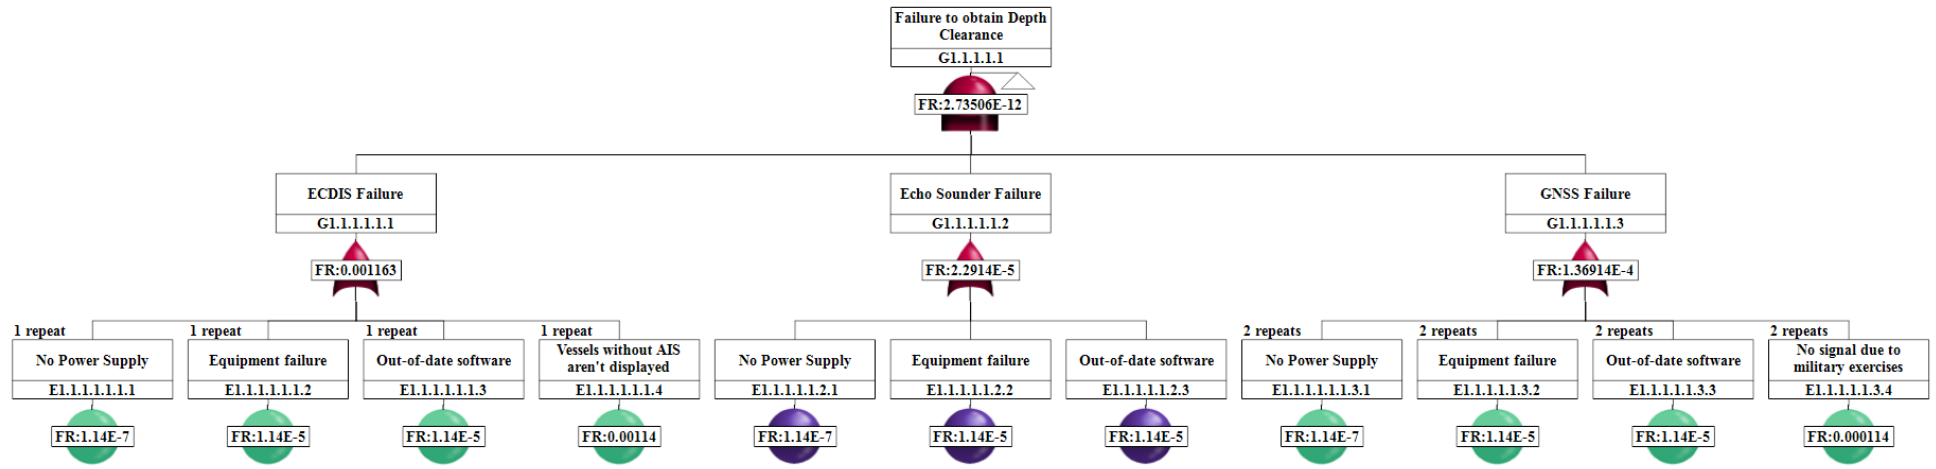 Failure to obtain Depth
Clearance
G1.1.1.1.1
FR:2.73506E-12
ECDIS Failure
G1.1.1.1.1.1
FR:0.001163
Echo Sounder Failure
G1.1.1.1.1.2
FR:2.2914E-5
GNSS Failure
G1.1.1.1.1.3
FR:1.36914E-4
1 repeat
No Power Supply
E1.1.1.1.1.1.1
FR:1.14E-7
1 repeat
Equipment failure
E1.1.1.1.1.1.2
FR:1.14E-5
1 repeat
Out-of-date software
E1.1.1.1.1.1.3
FR:1.14E-5
1 repeat
Vessels without AIS
aren't displayed
E1.1.1.1.1.1.4
FR:0.00114
No Power Supply
E1.1.1.1.1.2.1
FR:1.14E-7
Equipment failure
E1.1.1.1.1.2.2
FR:1.14E-5
Out-of-date software
E1.1.1.1.1.2.3
FR:1.14E-5
2 repeats
No Power Supply
E1.1.1.1.1.3.1
FR:1.14E-7
2 repeats
Equipment failure
E1.1.1.1.1.3.2
FR:1.14E-5
2 repeats
Out-of-date software
E1.1.1.1.1.3.3
FR:1.14E-5
2 repeats
No signal due to
military exercises
E1.1.1.1.1.3.4
FR:0.000114